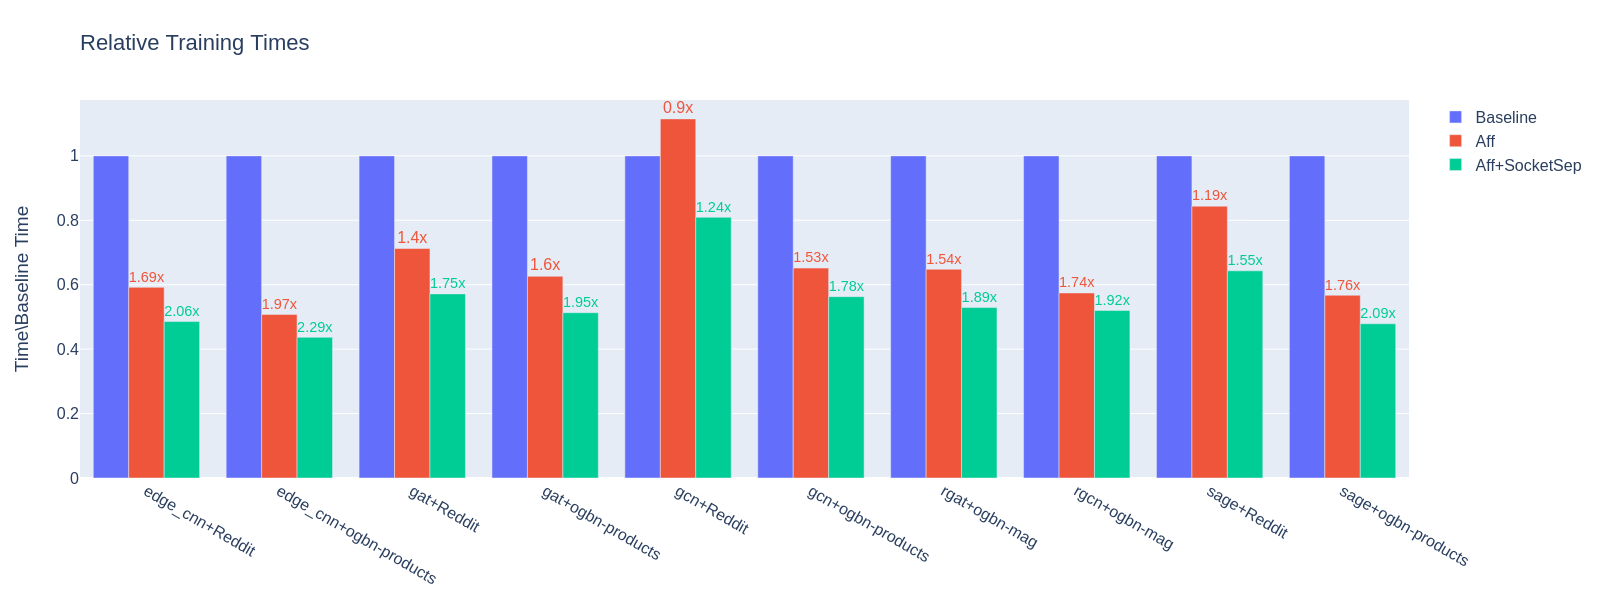 Relative Training Times
Baseline
Aff
Aff+SocketSep
Time\Baseline Time
1
0.8
0.6
0.4
0.2
0
1.69x
2.06x
1.97x
2.29x
1.4x
1.75x
1.6x
1.95x
0.9x
1.24x
1.53x
1.78x
1.54x
1.89x
1.74x
1.92x
1.19x
1.55x
1.76x
2.09x
edge_cnn+Reddit
edge_cnn+ogbn-products
gat+Reddit
gat+ogbn-products
gcn+Reddit
gcn+ogbn-products
rgat+ogbn-mag
rgcn+ogbn-mag
sage+Reddit
sage+ogbn-products